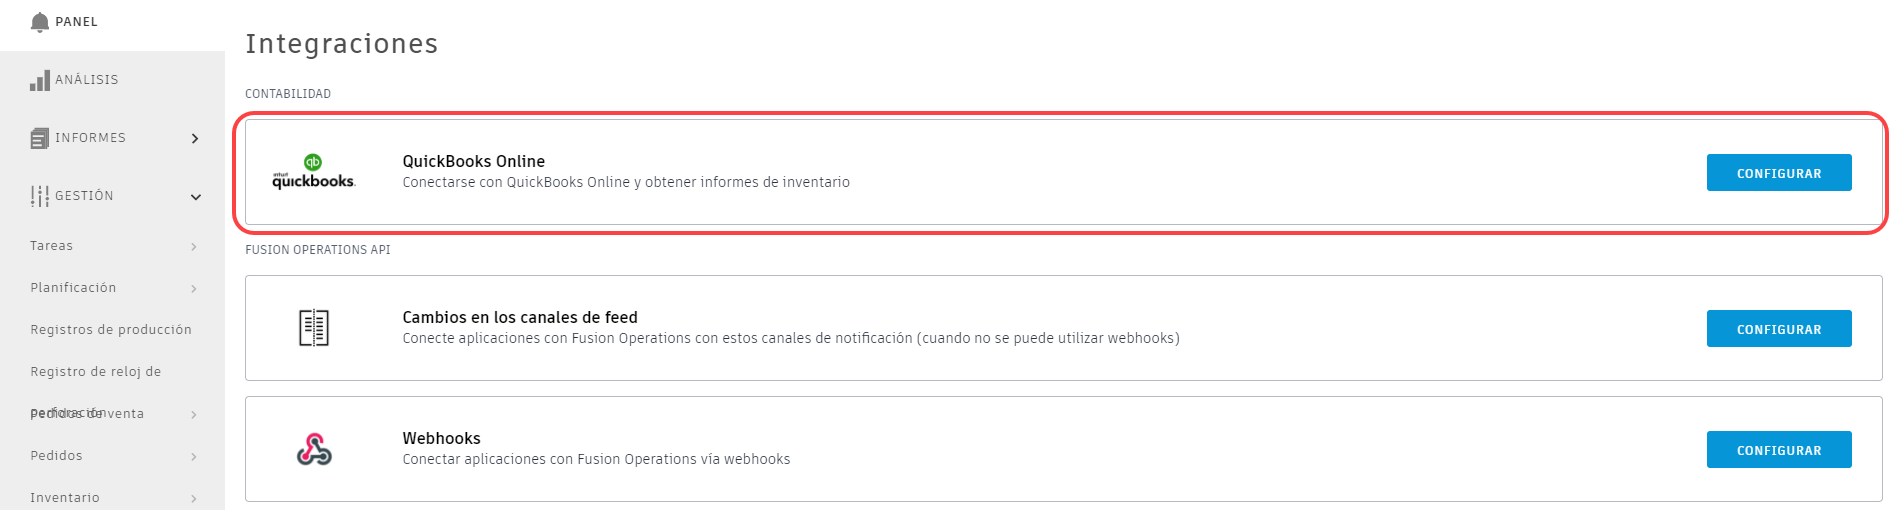 PANEL
ANÁLISIS
INFORMES
GESTIÓN
Tareas
Planificación
Registros de producción
Registro de reloj de
perforación
Pedidos de venta
Pedidos
Inventario
Integraciones
CONTABILIDAD
qb
intuit
quickbooks.
QuickBooks Online
Conectarse con QuickBooks Online y obtener informes de inventario
CONFIGURAR
FUSION OPERATIONS API
Cambios en los canales de feed
Conecte aplicaciones con Fusion Operations con estos canales de notificación (cuando no se puede utilizar webhooks)
CONFIGURAR
Webhooks
Conectar aplicaciones con Fusion Operations vía webhooks
CONFIGURAR